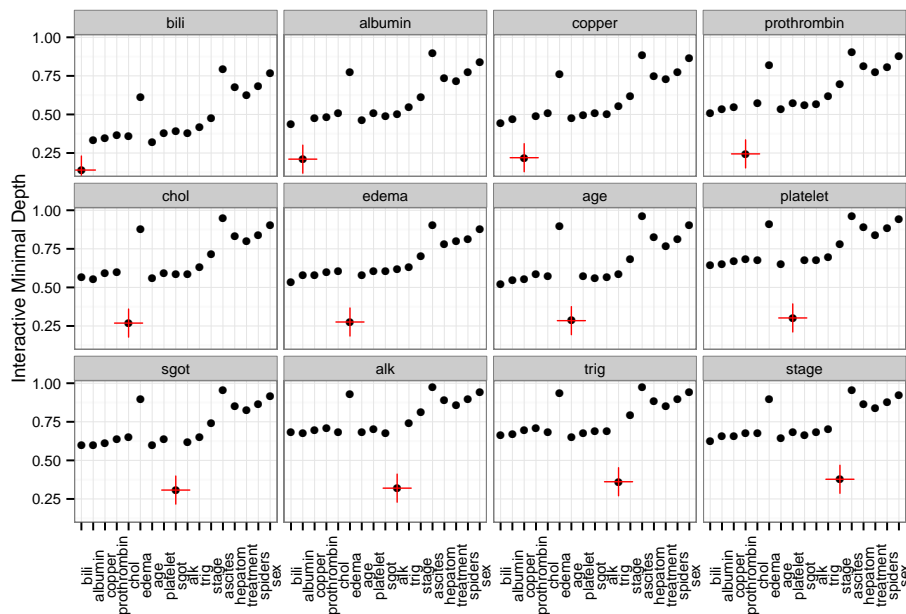 bili albumin copper prothrombin
1.00
0.75
0.50
0.25
chol edema age platelet
1.00
0.75
0.50
0.25
Interactive Minimal Depth
sgot alk trig stage
1.00
0.75
0.50
0.25
bili albumin copper prothrombin chol edema age platelet sgot alk trig stage ascites hepatom treatment spiders sex
bili albumin copper prothrombin chol edema age platelet sgot alk trig stage ascites hepatom treatment spiders sex
bili albumin copper prothrombin chol edema age platelet sgot alk trig stage ascites hepatom treatment spiders sex
bili albumin copper prothrombin chol edema age platelet sgot alk trig stage ascites hepatom treatment spiders sex